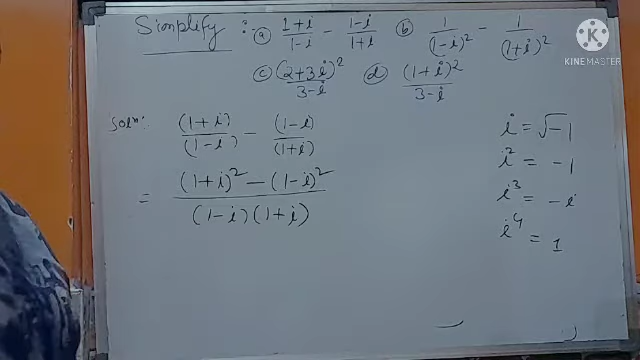 Simplify :- (a) (1+i)/(1-i) - (1-i)/(1+i) (b) 1/(1-i)² - 1/(1+i)²
(c) (2+3i)²/(3-i) (d) (1+i)²/(3-i)
KINEMASTER
Soln: (1+i)/(1-i) - (1-i)/(1+i)
= ((1+i)² - (1-i)²)/((1-i)(1+i))
i = √-1
i² = -1
i³ = -i
i⁴ = 1